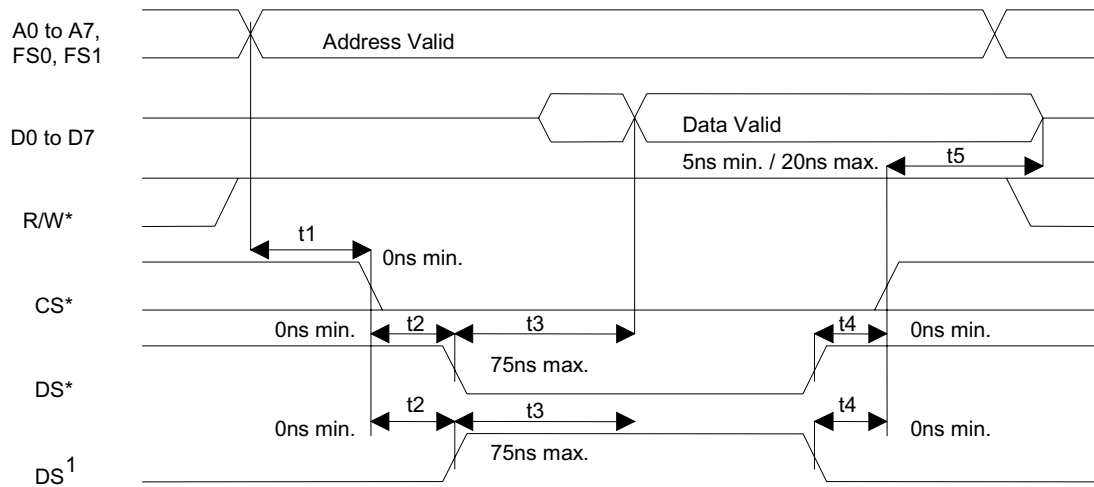 A0 to A7,
FS0, FS1
Address Valid
D0 to D7
Data Valid
5ns min. / 20ns max.
t5
R/W*
t1
0ns min.
CS*
0ns min.
t2
t3
t4
0ns min.
75ns max.
DS*
0ns min.
t2
t3
t4
0ns min.
75ns max.
DS1